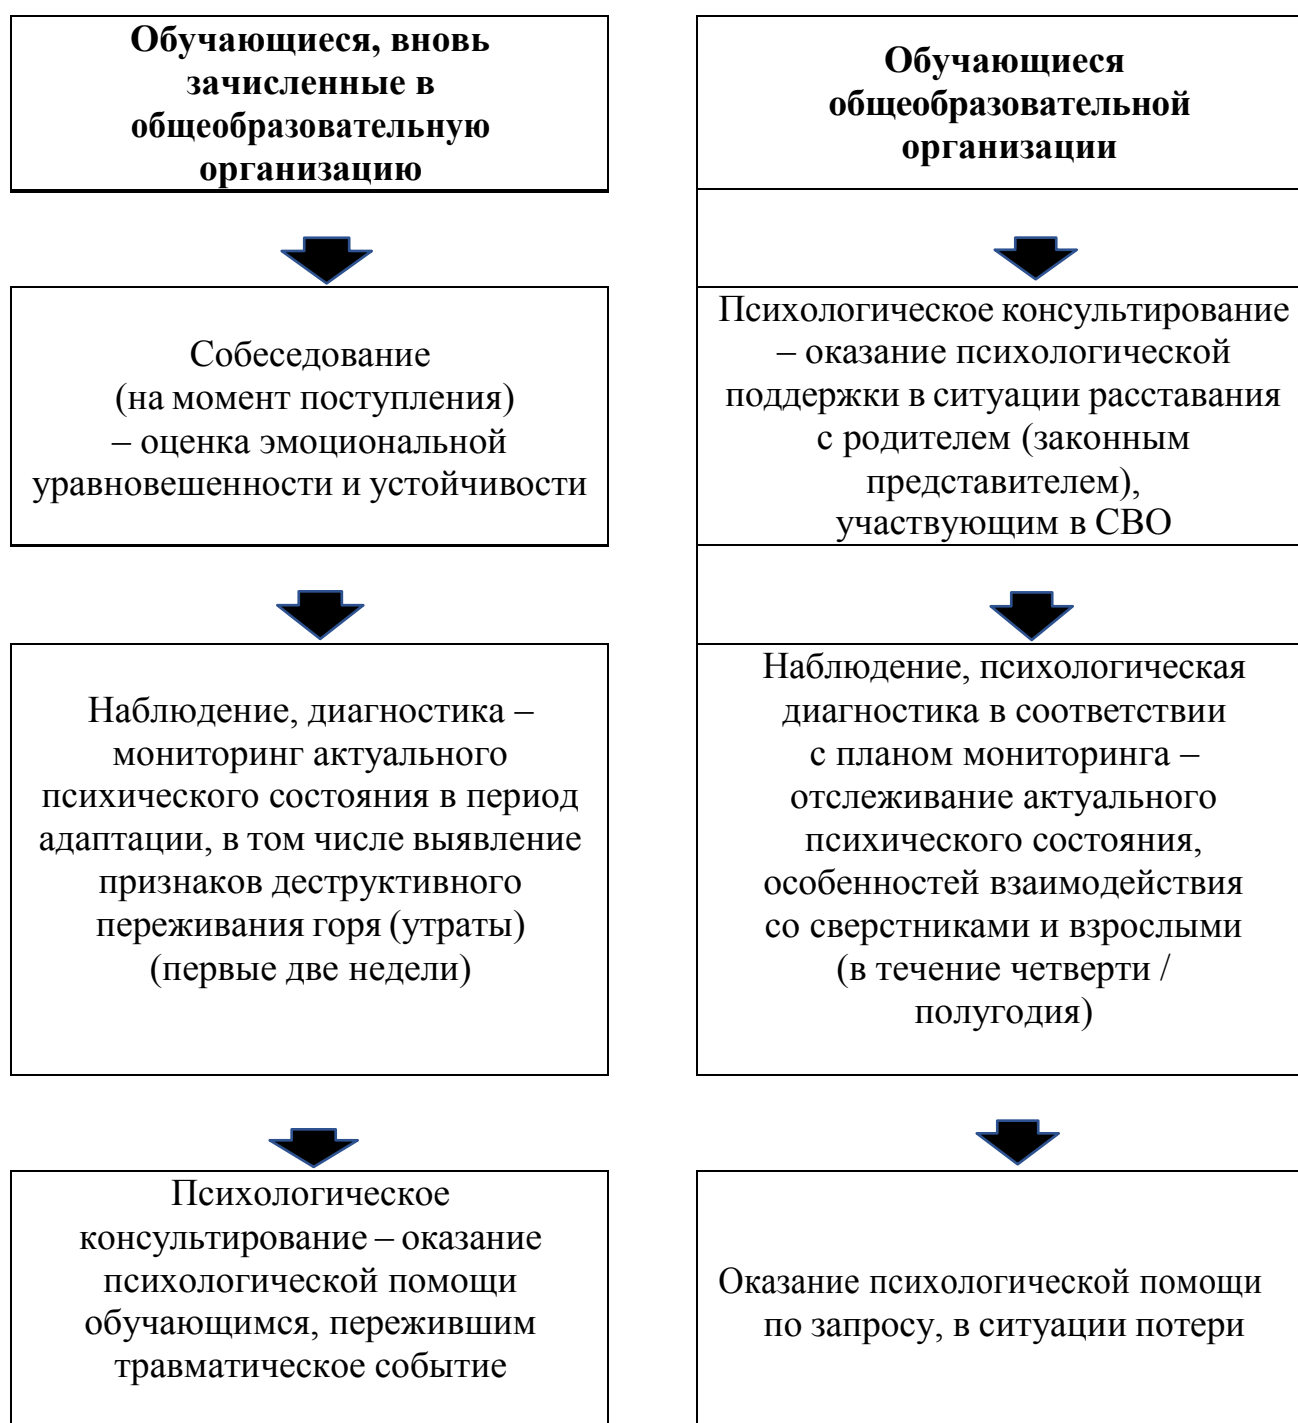 Обучающиеся, вновь
зачисленные в
общеобразовательную
организацию
Собеседование
(на момент поступления)
– оценка эмоциональной
уравновешенности и устойчивости
Наблюдение, диагностика –
мониторинг актуального
психического состояния в период
адаптации, в том числе выявление
признаков деструктивного
переживания горя (утраты)
(первые две недели)
Психологическое
консультирование – оказание
психологической помощи
обучающимся, пережившим
травматическое событие
Обучающиеся
общеобразовательной
организации
Психологическое консультирование
– оказание психологической
поддержки в ситуации расставания
с родителем (законным
представителем),
участвующим в СВО
Наблюдение, психологическая
диагностика в соответствии
с планом мониторинга –
отслеживание актуального
психического состояния,
особенностей взаимодействия
со сверстниками и взрослыми
(в течение четверти /
полугодия)
Оказание психологической помощи
по запросу, в ситуации потери